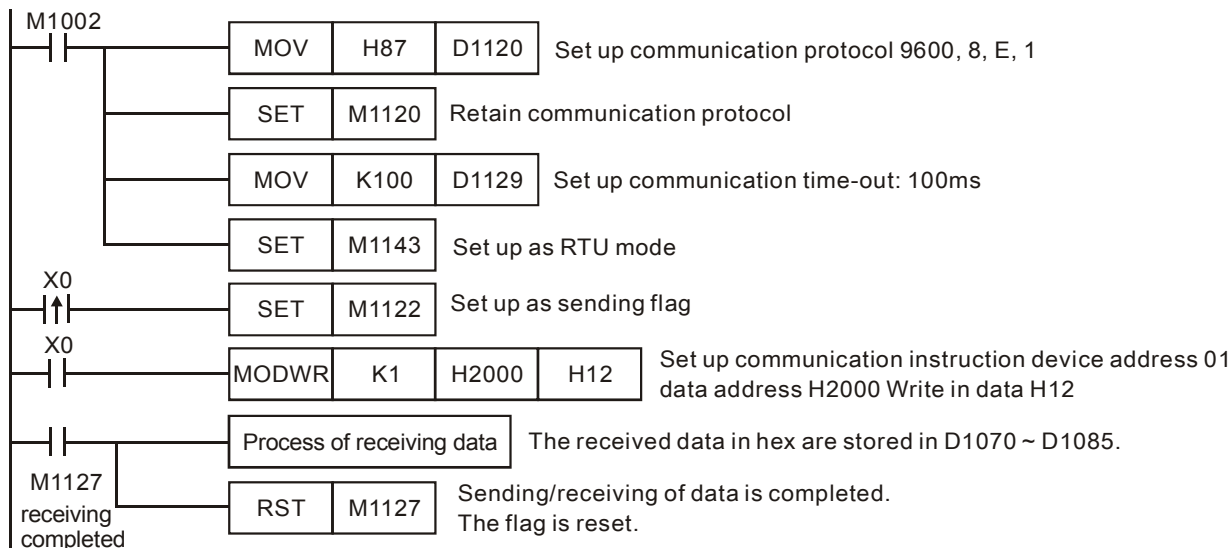 M1002
MOV H87 D1120 Set up communication protocol 9600, 8, E, 1
SET M1120 Retain communication protocol
MOV K100 D1129 Set up communication time-out: 100ms
SET M1143 Set up as RTU mode
X0
SET M1122 Set up as sending flag
X0
MODWR K1 H2000 H12 Set up communication instruction device address 01
data address H2000 Write in data H12
Process of receiving data The received data in hex are stored in D1070 ~ D1085.
M1127
receiving
completed
RST M1127 Sending/receiving of data is completed.
The flag is reset.